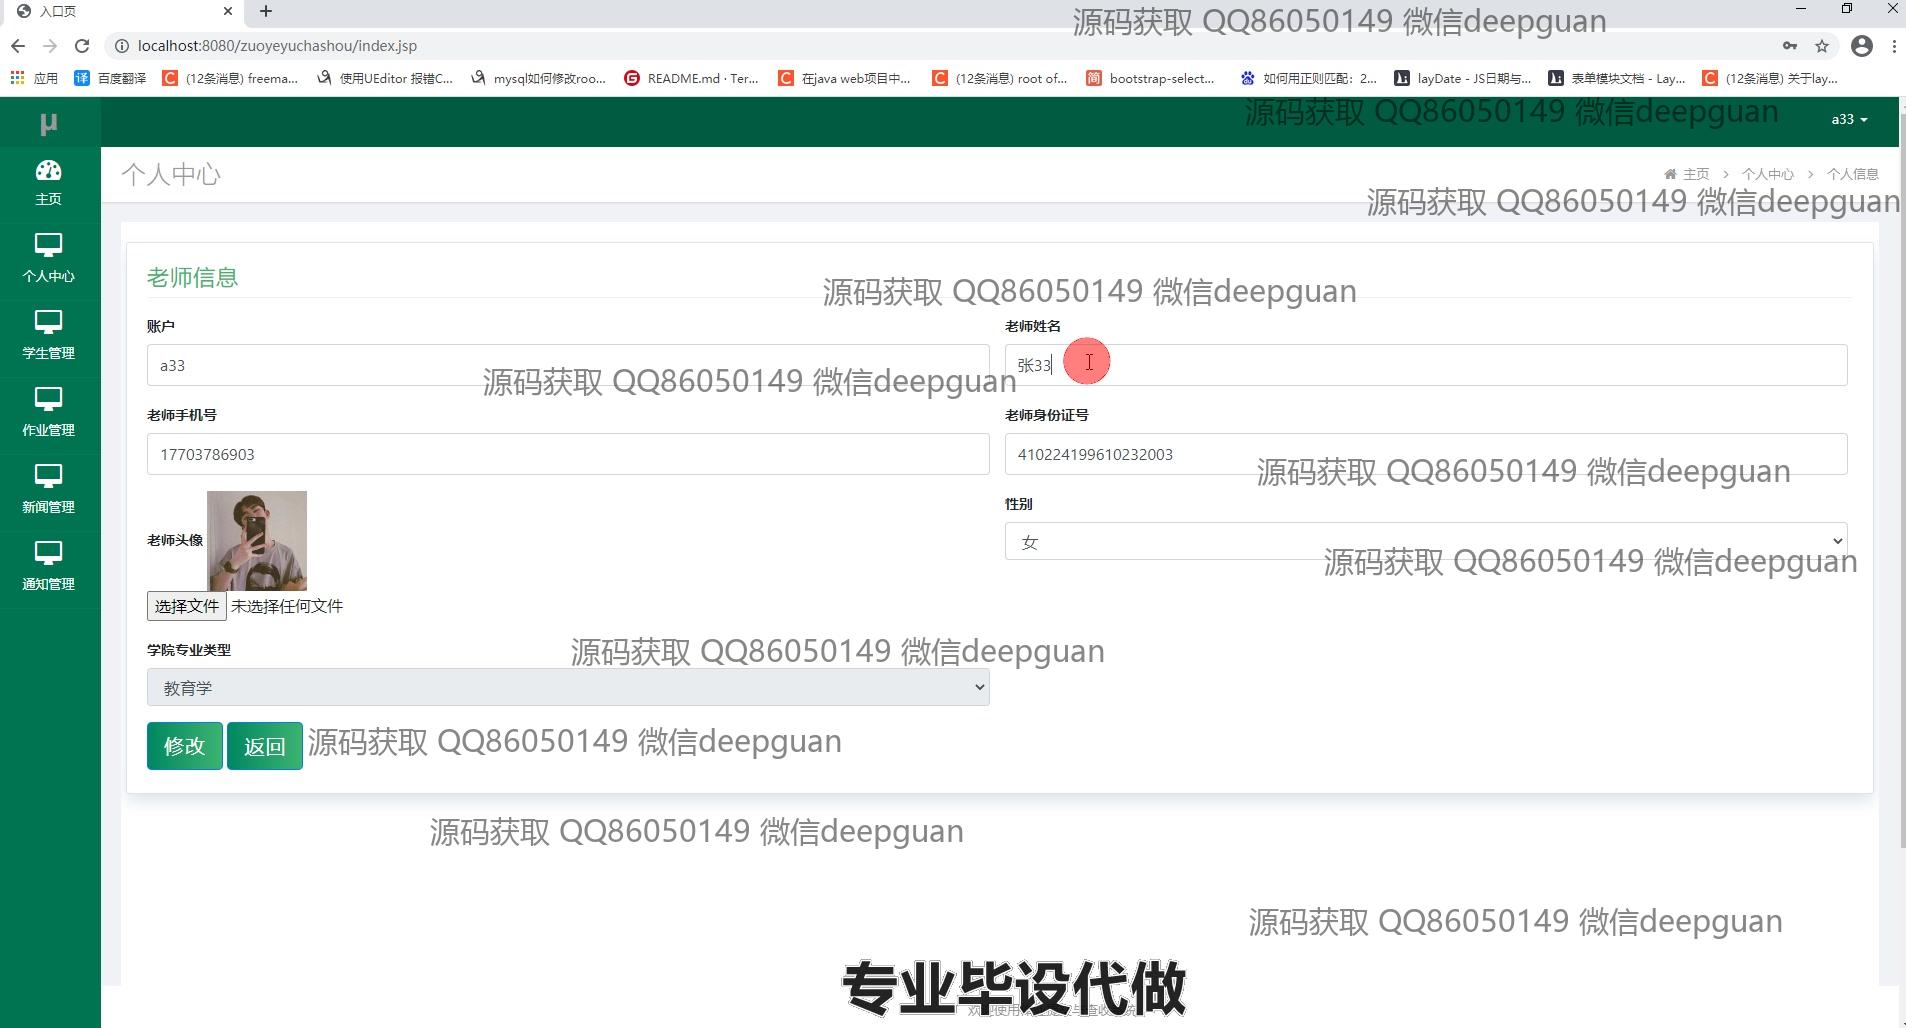 入口页
源码获取 QQ86050149 微信deepguan
localhost:8080/zuoyeyuchashou/index.jsp
应用 百度翻译 (12条消息) freema... 使用UEditor 报错C... mysql如何修改roo... README.md · Ter... 在java web项目中... (12条消息) root of... bootstrap-select... 如何用正则匹配：2... layDate - JS日期与... 表单模块文档 - Lay... (12条消息) 关于lay...
源码获取 QQ86050149 微信deepguan
μ
a33
主页
个人中心
主页 > 个人中心 > 个人信息
源码获取 QQ86050149 微信deepguan
个人中心
学生管理
作业管理
新闻管理
通知管理
老师信息
源码获取 QQ86050149 微信deepguan
账户
老师姓名
a33
张33
源码获取 QQ86050149 微信deepguan
老师手机号
老师身份证号
17703786903
410224199610232003
源码获取 QQ86050149 微信deepguan
性别
老师头像
女
源码获取 QQ86050149 微信deepguan
选择文件 未选择任何文件
学院专业类型
源码获取 QQ86050149 微信deepguan
教育学
修改 返回
源码获取 QQ86050149 微信deepguan
源码获取 QQ86050149 微信deepguan
源码获取 QQ86050149 微信deepguan
专业毕设代做